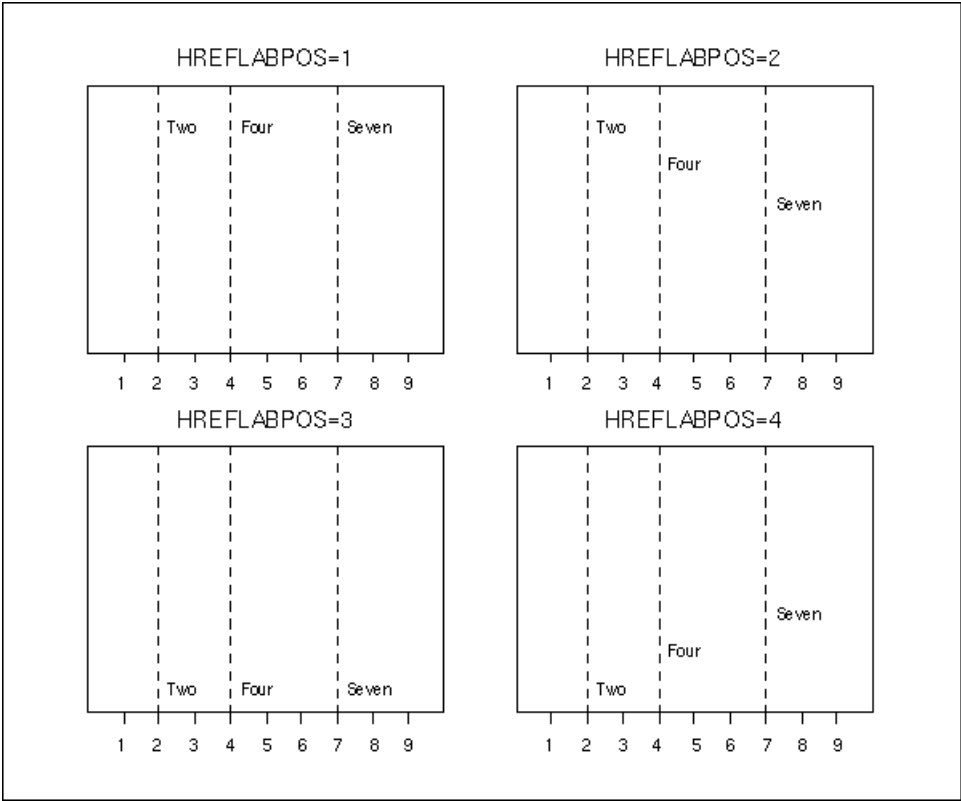 HREFLABPOS=1
Two Four Seven
1 2 3 4 5 6 7 8 9
HREFLABPOS=2
Two
Four
Seven
1 2 3 4 5 6 7 8 9
HREFLABPOS=3
Two Four Seven
1 2 3 4 5 6 7 8 9
HREFLABPOS=4
Seven
Four
Two
1 2 3 4 5 6 7 8 9